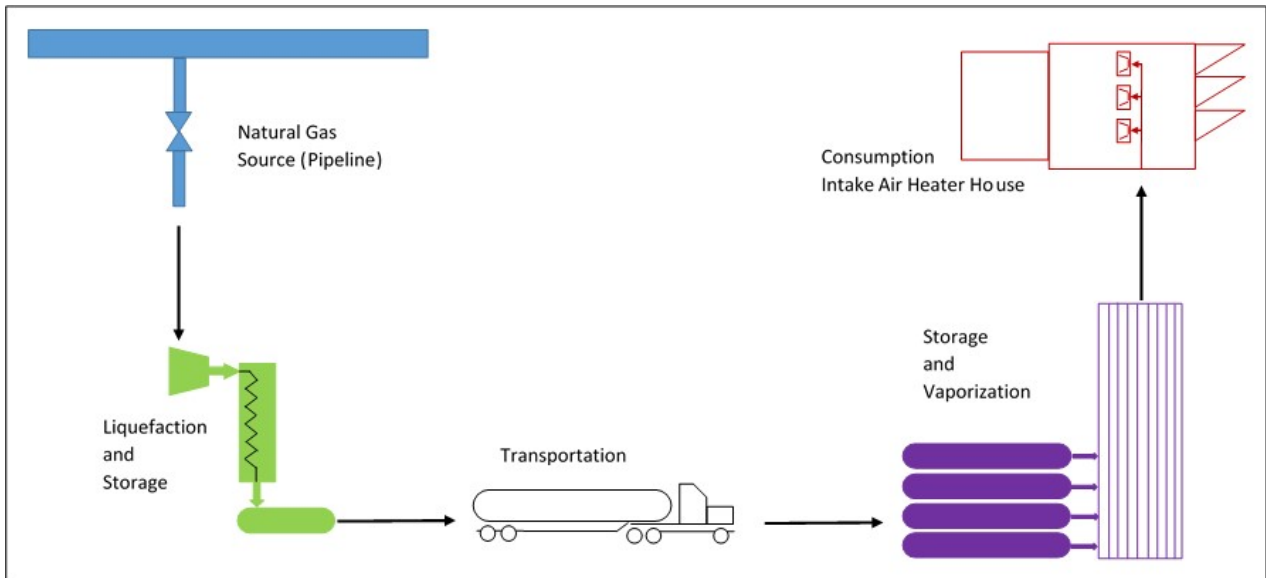 Natural Gas
Source (Pipeline)
Consumption
Intake Air Heater House
Liquefaction
and
Storage
Transportation
Storage
and
Vaporization